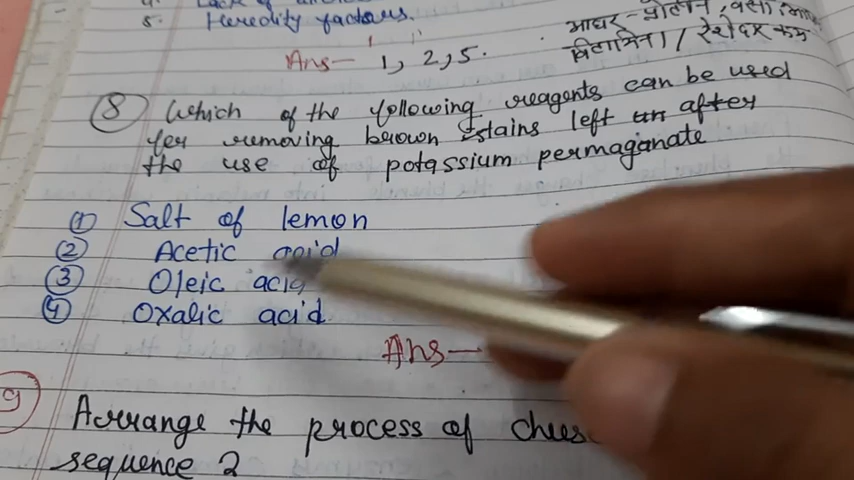 5. Heredity factors.
Ans- 1, 2, 5.
8 Which of the following reagents can be used
for removing brown stains left after
the use of potassium permaganate
1 Salt of lemon
2 Acetic acid
3 Oleic acid
4 Oxalic acid
Ans-
9 Arrange the process of
sequence 2